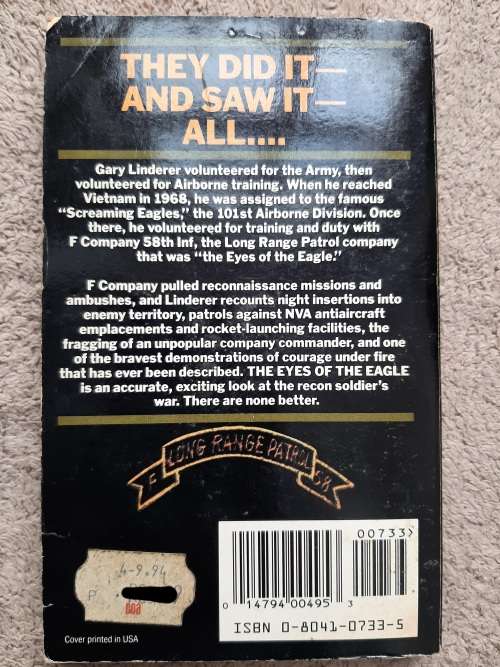 THEY DID IT—
AND SAW IT—
ALL....
Gary Linderer volunteered for the Army, then
volunteered for Airborne training. When he reached
Vietnam in 1968, he was assigned to the famous
“Screaming Eagles,” the 101st Airborne Division. Once
there, he volunteered for training and duty with
F Company 58th Inf, the Long Range Patrol company
that was “the Eyes of the Eagle.”
F Company pulled reconnaissance missions and
ambushes, and Linderer recounts night insertions into
enemy territory, patrols against NVA antiaircraft
emplacements and rocket-launching facilities, the
fragging of an unpopular company commander, and one
of the bravest demonstrations of courage under fire
that has ever been described. THE EYES OF THE EAGLE
is an accurate, exciting look at the recon soldier’s
war. There are none better.
F LONG RANGE PATROL 58
00733>
4-9.94
P
0 14794 00495 3
ISBN 0-8041-0733-5
Cover printed in USA